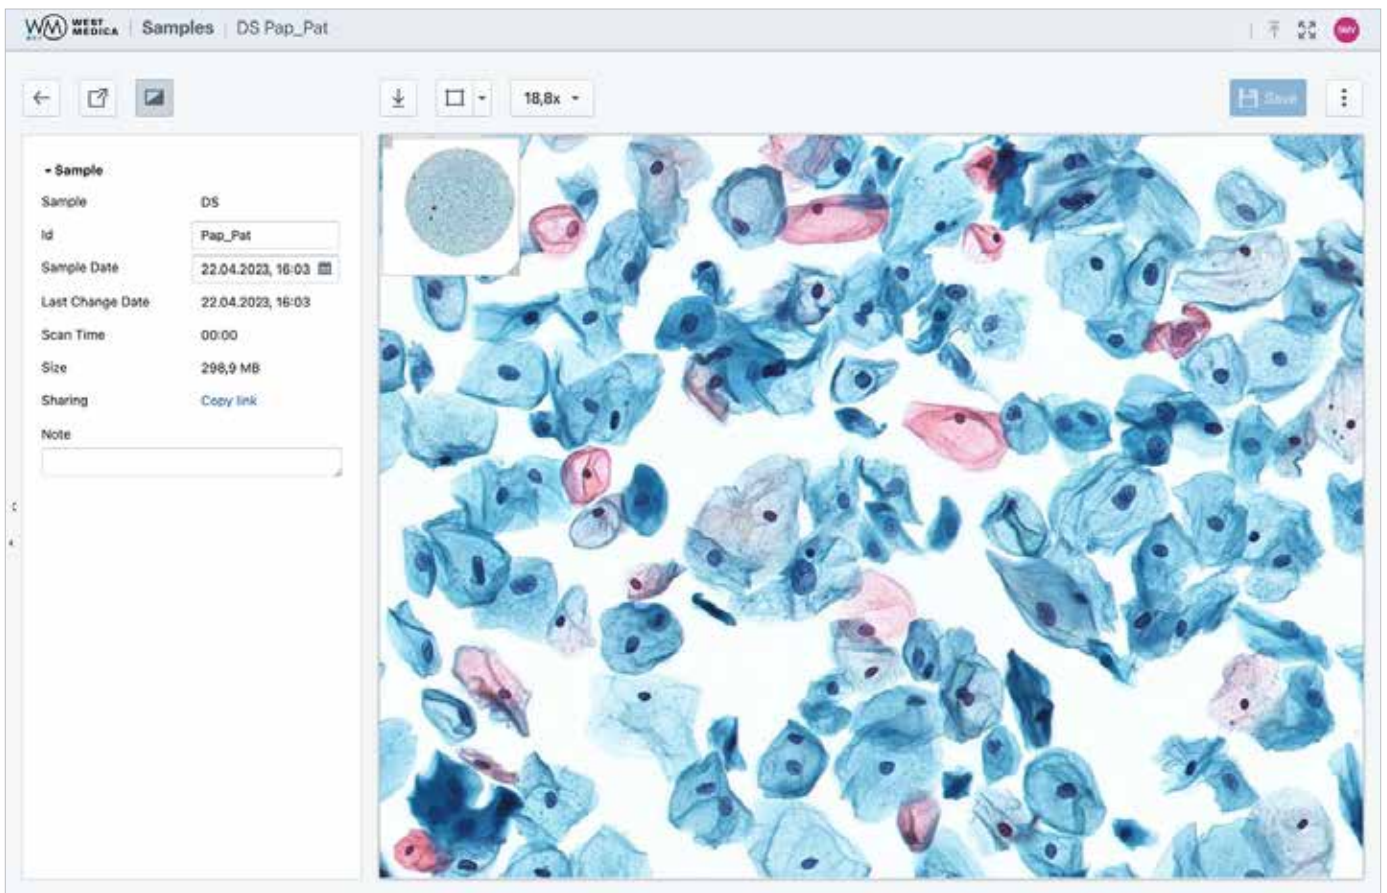 WM WEST MEDICA | Samples | DS Pap_Pat
18,8x
Save
Sample
Sample DS
Id Pap_Pat
Sample Date 22.04.2023, 16:03
Last Change Date 22.04.2023, 16:03
Scan Time 00:00
Size 298,9 MB
Sharing Copy link
Note